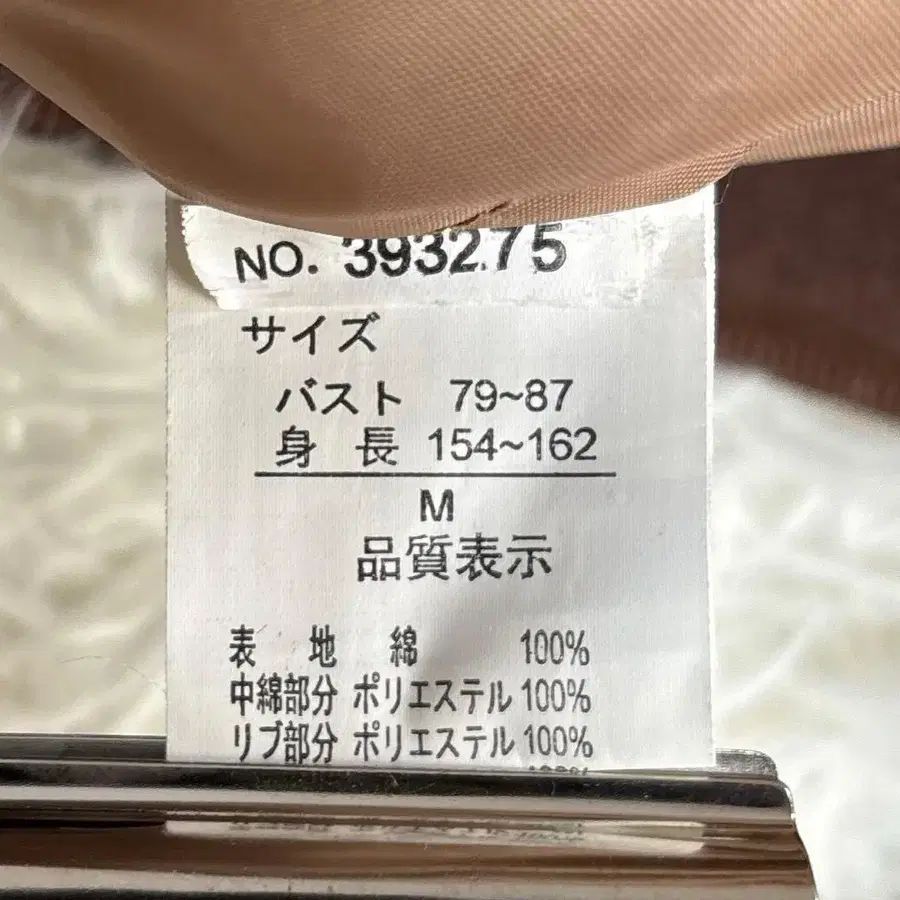 NO. 393275
サイズ
バスト 79~87
身長 154~162
M
品質表示
表地 綿 100%
中綿部分 ポリエステル 100%
リブ部分 ポリエステル 100%